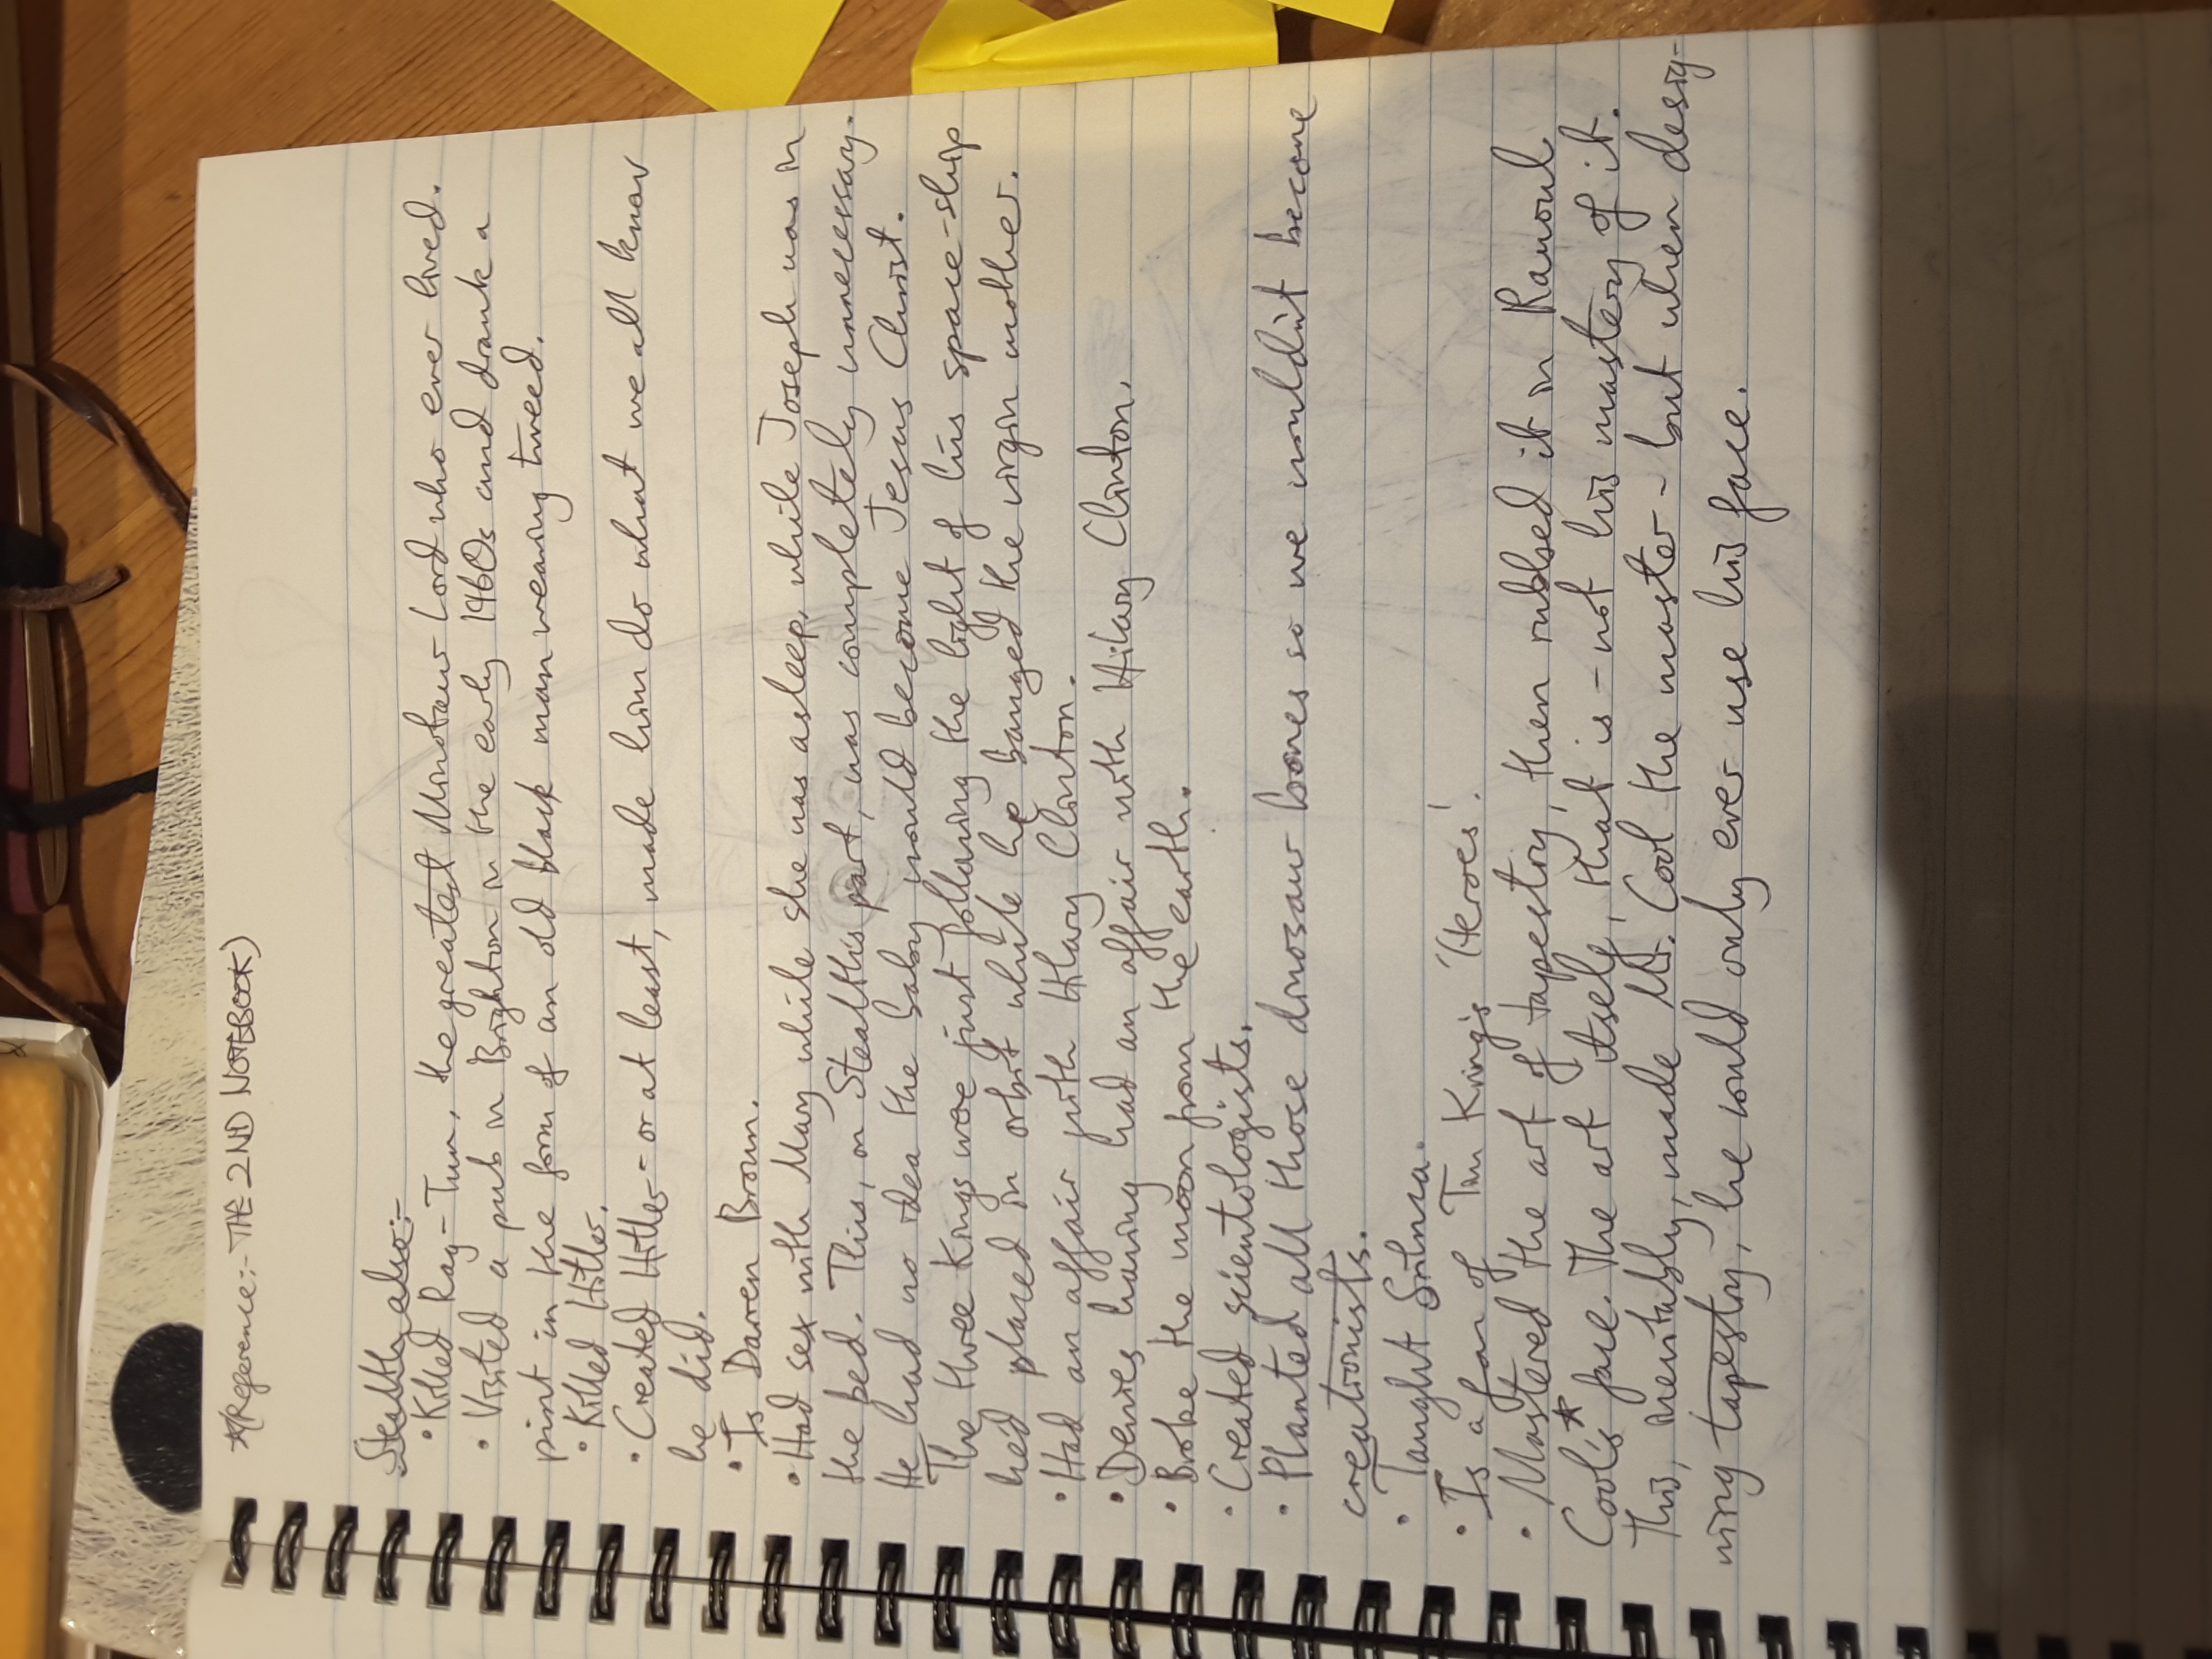 *(Reference:- THE 2ND NOTEBOOK)
Stealth also:-
• Killed Rag-Tun, the greatest Minotaur Lord who ever lived.
• Visited a pub in Brighton in the early 1960s and drank a
pint in the form of an old black man wearing tweed.
• Killed Hitler.
• Created Hitler - or at least, made him do what we all know
he did.
• Is Darren Brown.
• Had sex with Mary while she was asleep, while Joseph was in
the bed. This, on Stealth's part, was completely unnecessary.
He had no idea the baby would become Jesus Christ.
The three Kings were just following the light of his space-ship
he'd placed in orbit while he banged the virgin mother.
• Had an affair with Hilary Clinton.
• Denies having had an affair with Hilary Clinton.
• Broke the moon from the earth.
• Created scientologists.
• Planted all those dinosaur bones so we wouldn't become
creationists.
• Taught
• Is a fan of Tim Kring's 'Heroes'.
• Mastered the art of tapestry, then rubbed it in Rauoul
Cool's* face. The art itself, that is - not his mastery of it.
This, inevitably, made Mr. Cool the master - but when desig-
ning tapestry, he could only ever use his face.